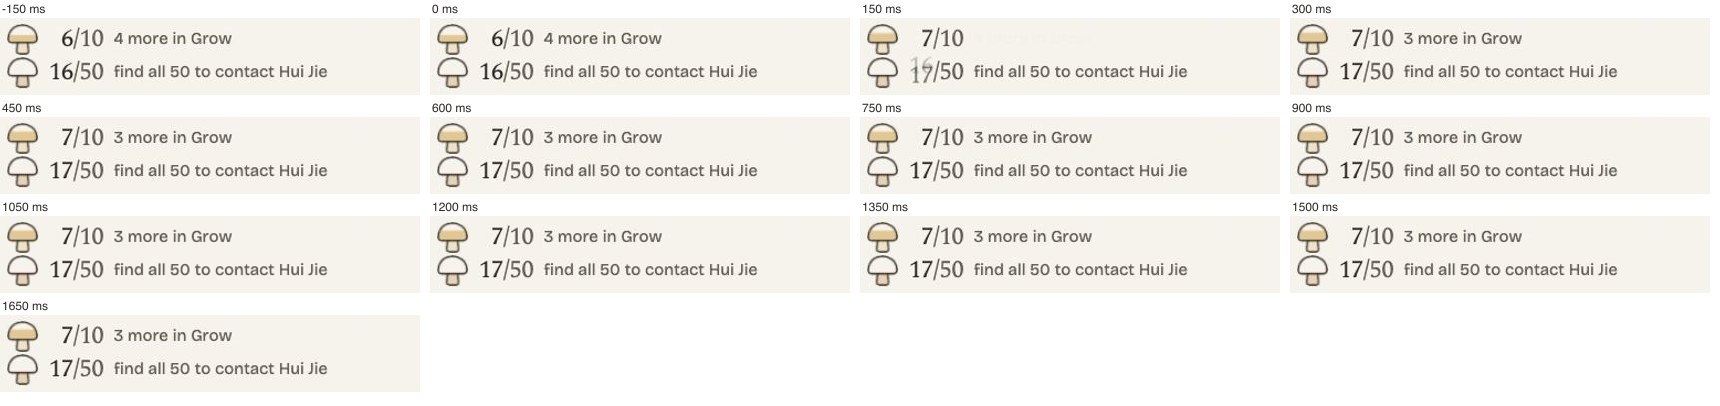 -150 ms
6/10 4 more in Grow
16/50 find all 50 to contact Hui Jie
0 ms
6/10 4 more in Grow
16/50 find all 50 to contact Hui Jie
150 ms
7/10
17/50 find all 50 to contact Hui Jie
300 ms
7/10 3 more in Grow
17/50 find all 50 to contact Hui Jie
450 ms
7/10 3 more in Grow
17/50 find all 50 to contact Hui Jie
600 ms
7/10 3 more in Grow
17/50 find all 50 to contact Hui Jie
750 ms
7/10 3 more in Grow
17/50 find all 50 to contact Hui Jie
900 ms
7/10 3 more in Grow
17/50 find all 50 to contact Hui Jie
1050 ms
7/10 3 more in Grow
17/50 find all 50 to contact Hui Jie
1200 ms
7/10 3 more in Grow
17/50 find all 50 to contact Hui Jie
1350 ms
7/10 3 more in Grow
17/50 find all 50 to contact Hui Jie
1500 ms
7/10 3 more in Grow
17/50 find all 50 to contact Hui Jie
1650 ms
7/10 3 more in Grow
17/50 find all 50 to contact Hui Jie